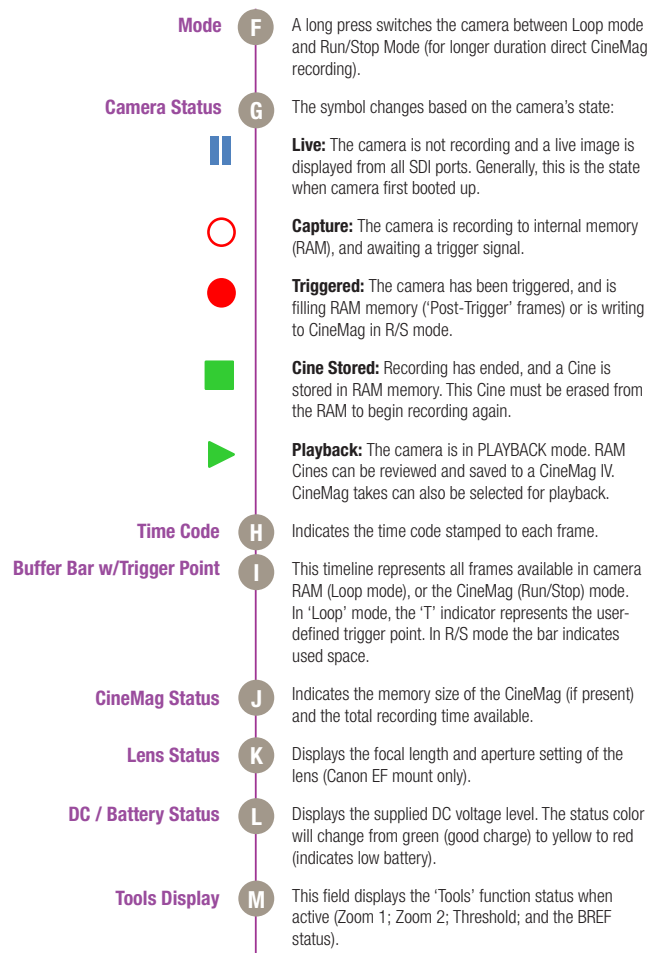 Mode
F
A long press switches the camera between Loop mode
and Run/Stop Mode (for longer duration direct CineMag
recording).
Camera Status
G
The symbol changes based on the camera's state:
Live: The camera is not recording and a live image is
displayed from all SDI ports. Generally, this is the state
when camera first booted up.
Capture: The camera is recording to internal memory
(RAM), and awaiting a trigger signal.
Triggered: The camera has been triggered, and is
filling RAM memory ('Post-Trigger' frames) or is writing
to CineMag in R/S mode.
Cine Stored: Recording has ended, and a Cine is
stored in RAM memory. This Cine must be erased from
the RAM to begin recording again.
Playback: The camera is in PLAYBACK mode. RAM
Cines can be reviewed and saved to a CineMag IV.
CineMag takes can also be selected for playback.
Time Code
H
Indicates the time code stamped to each frame.
Buffer Bar w/Trigger Point
I
This timeline represents all frames available in camera
RAM (Loop mode), or the CineMag (Run/Stop) mode.
In 'Loop' mode, the 'T' indicator represents the user-
defined trigger point. In R/S mode the bar indicates
used space.
CineMag Status
J
Indicates the memory size of the CineMag (if present)
and the total recording time available.
Lens Status
K
Displays the focal length and aperture setting of the
lens (Canon EF mount only).
DC / Battery Status
L
Displays the supplied DC voltage level. The status color
will change from green (good charge) to yellow to red
(indicates low battery).
Tools Display
M
This field displays the 'Tools' function status when
active (Zoom 1; Zoom 2; Threshold; and the BREF
status).